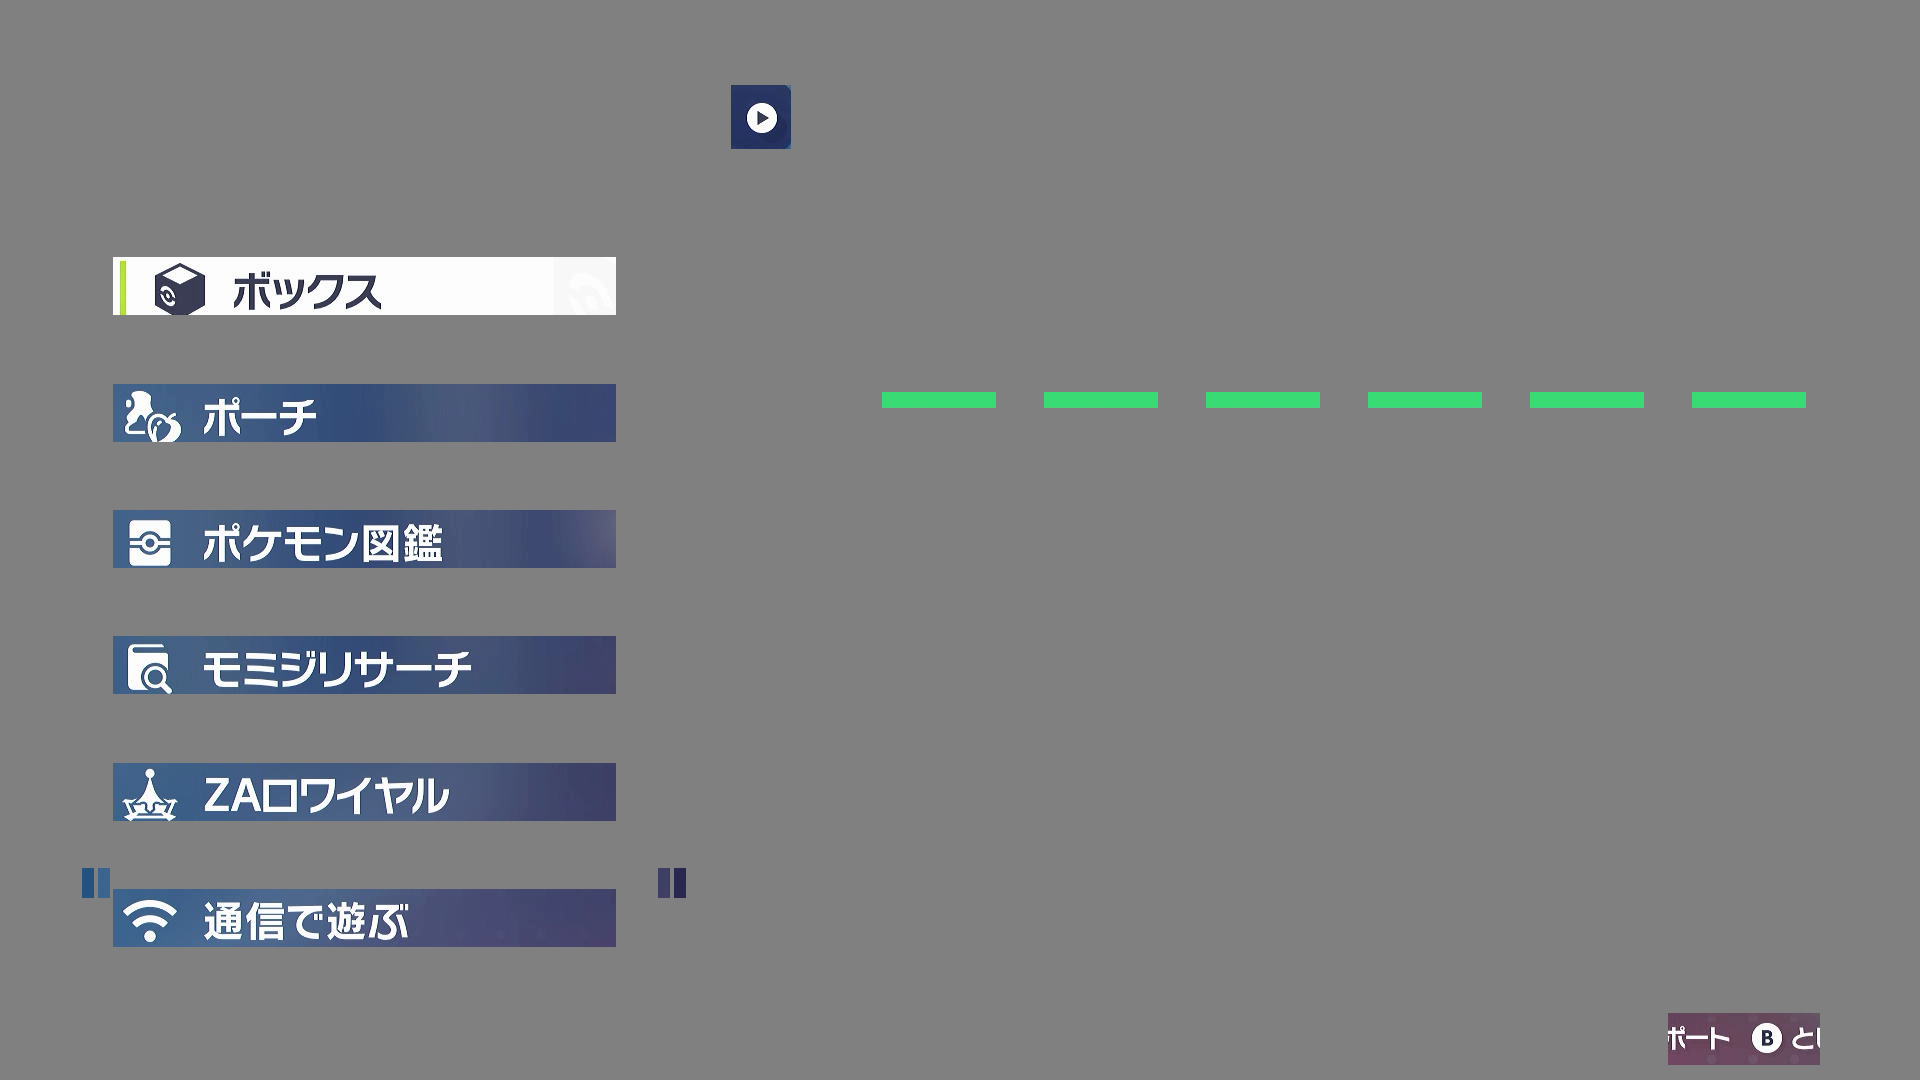 ボックス
ポーチ
ポケモン図鑑
モミジリサーチ
ZAロワイヤル
通信で遊ぶ
ポート B と